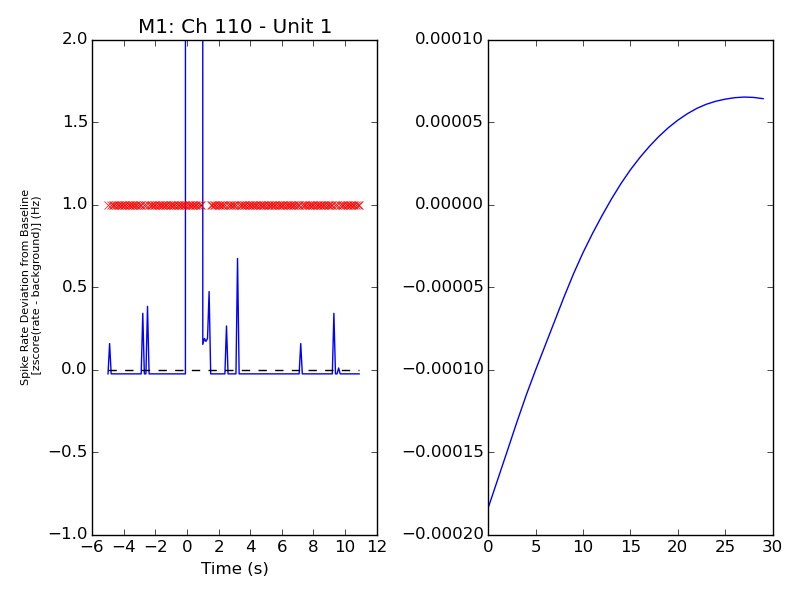 M1: Ch 110 - Unit 1
2.0
1.5
1.0
0.5
0.0
−0.5
−1.0
−6 −4 −2 0 2 4 6 8 10 12
Time (s)
Spike Rate Deviation from Baseline
[zscore(rate - background)] (Hz)
0.00010
0.00005
0.00000
−0.00005
−0.00010
−0.00015
−0.00020
0 5 10 15 20 25 30